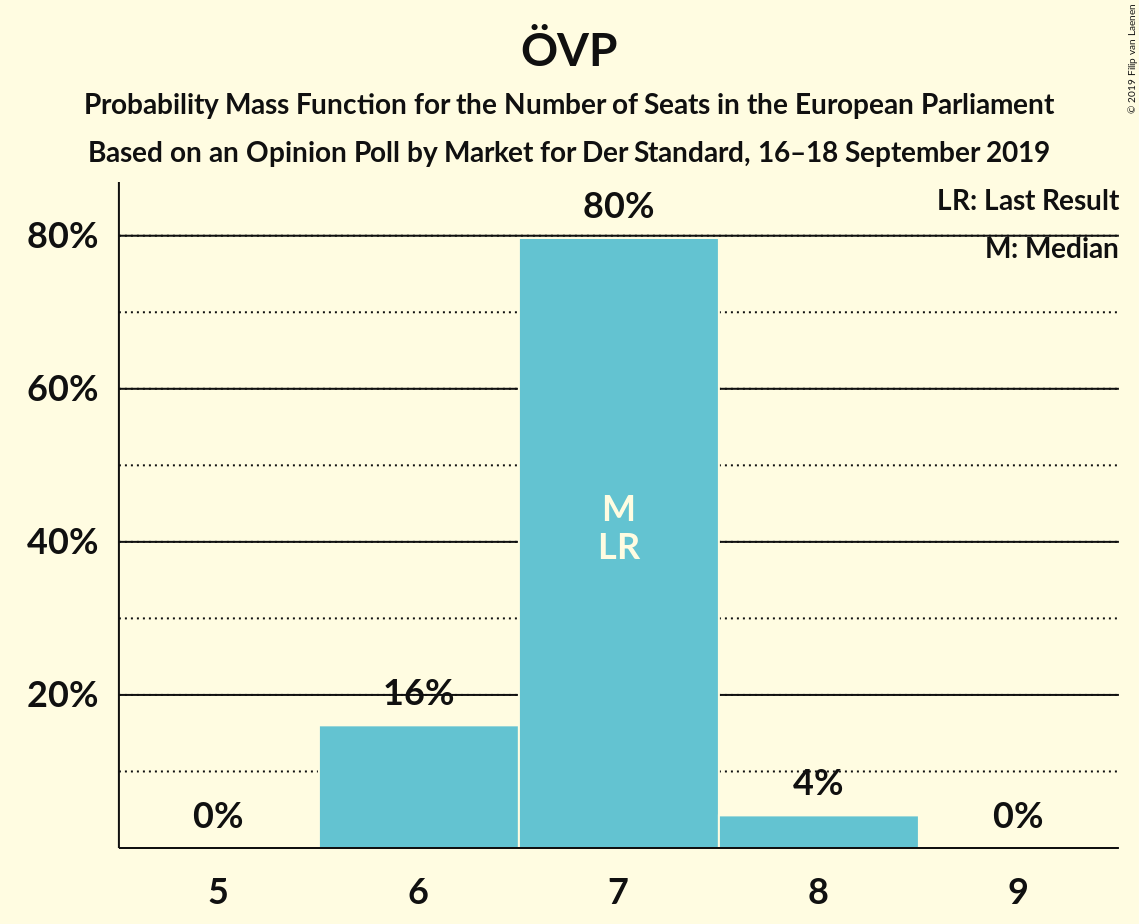 ÖVP
Probability Mass Function for the Number of Seats in the European Parliament
Based on an Opinion Poll by Market for Der Standard, 16–18 September 2019
© 2019 Filip van Laenen
LR: Last Result
M: Median
80%
60%
40%
20%
0%
16%
80%
M
LR
4%
0%
5
6
7
8
9